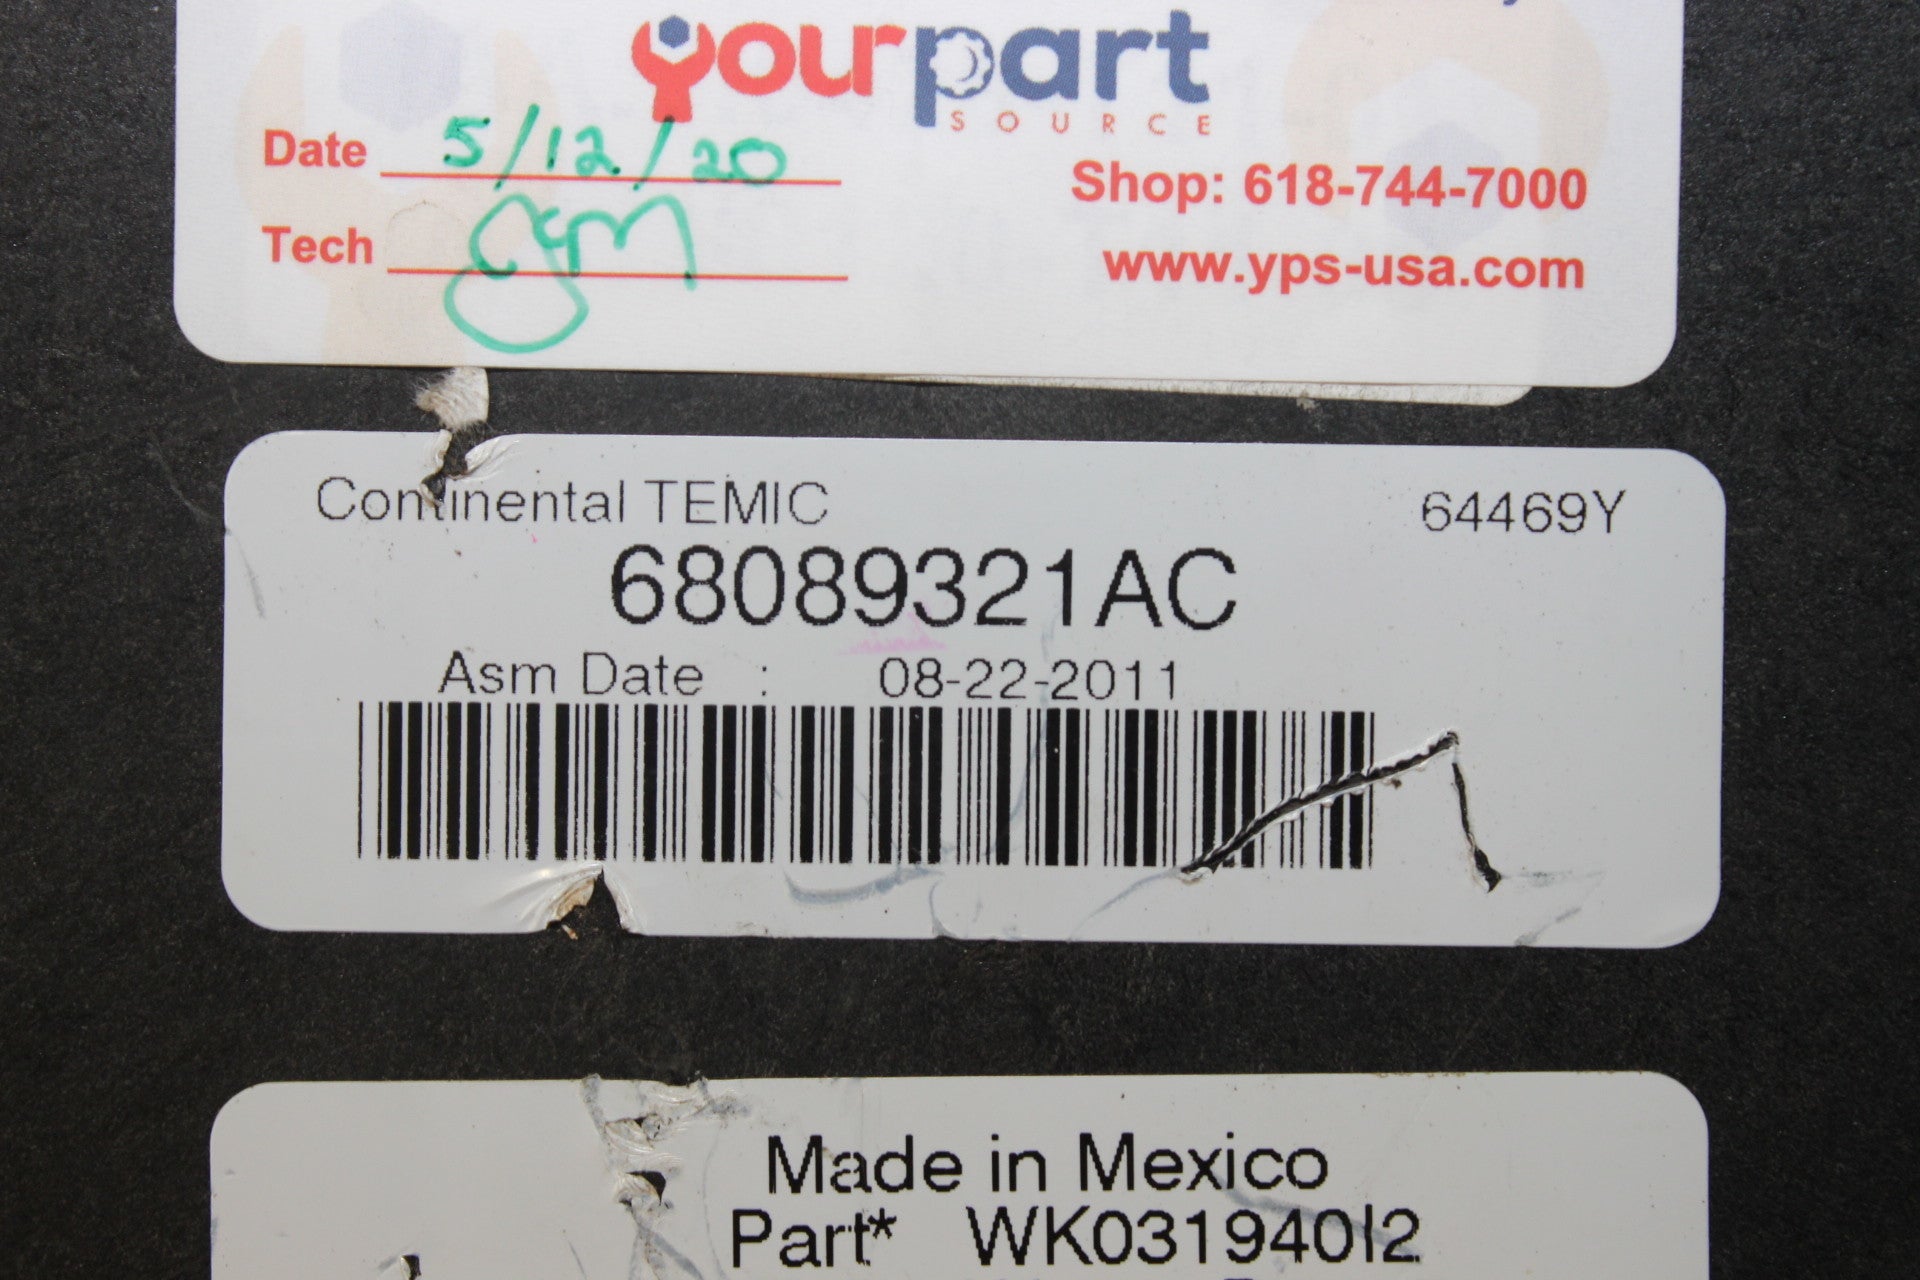 yourpart
SOURCE
Date 5/12/20
Shop: 618-744-7000
Tech
www.yps-usa.com
Continental TEMIC 64469Y
68089321AC
Asm Date : 08-22-2011
Made in Mexico
Part* WK031940I2